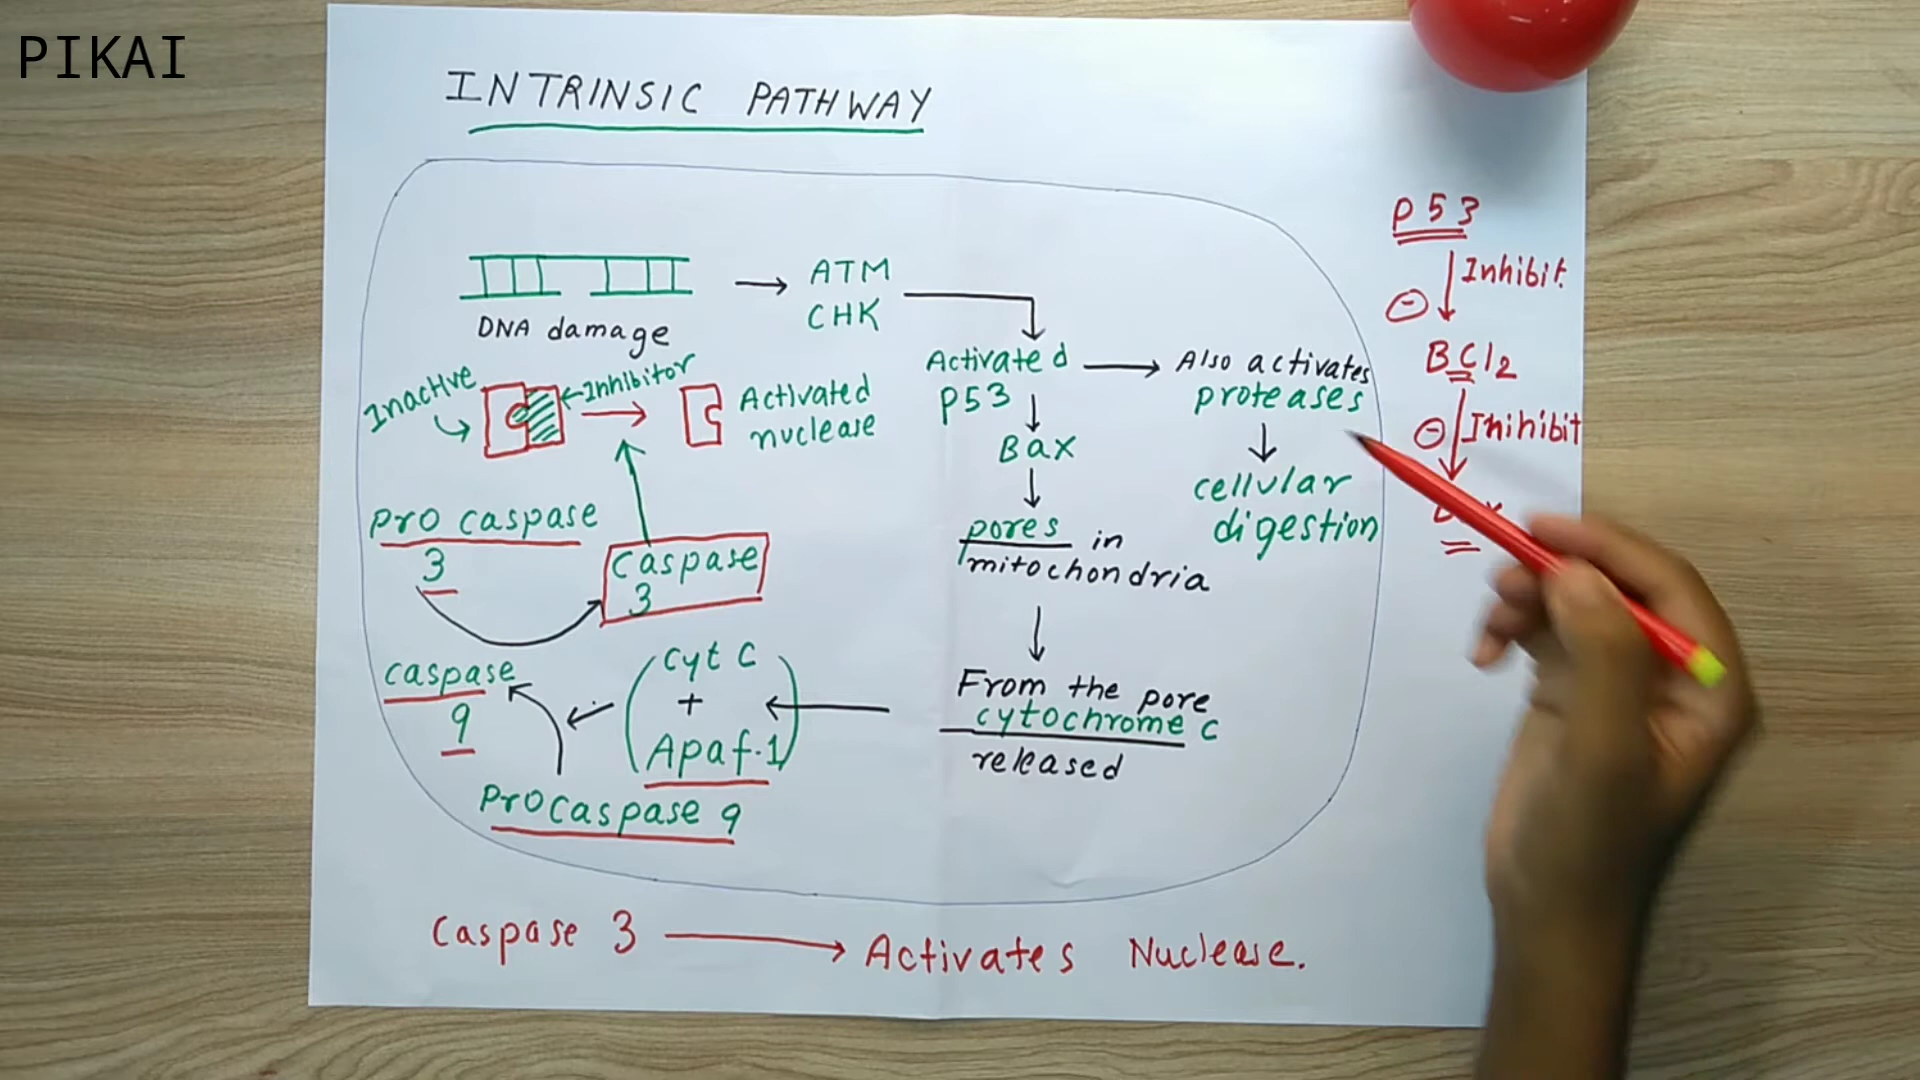 PIKAI
INTRINSIC PATHWAY
DNA damage
ATM
CHK
Activated
P53
Bax
pores in
mitochondria
From the pore
cytochrome c
released
Also activates
proteases
cellular
digestion
Inactive
Inhibitor
Activated
nuclease
Pro caspase
3
Caspase
3
Cyt C
+
Apaf-1
Procaspase 9
caspase
9
P53
Inhibit
BCl2
Inihibit
Caspase 3 Activates Nuclease.